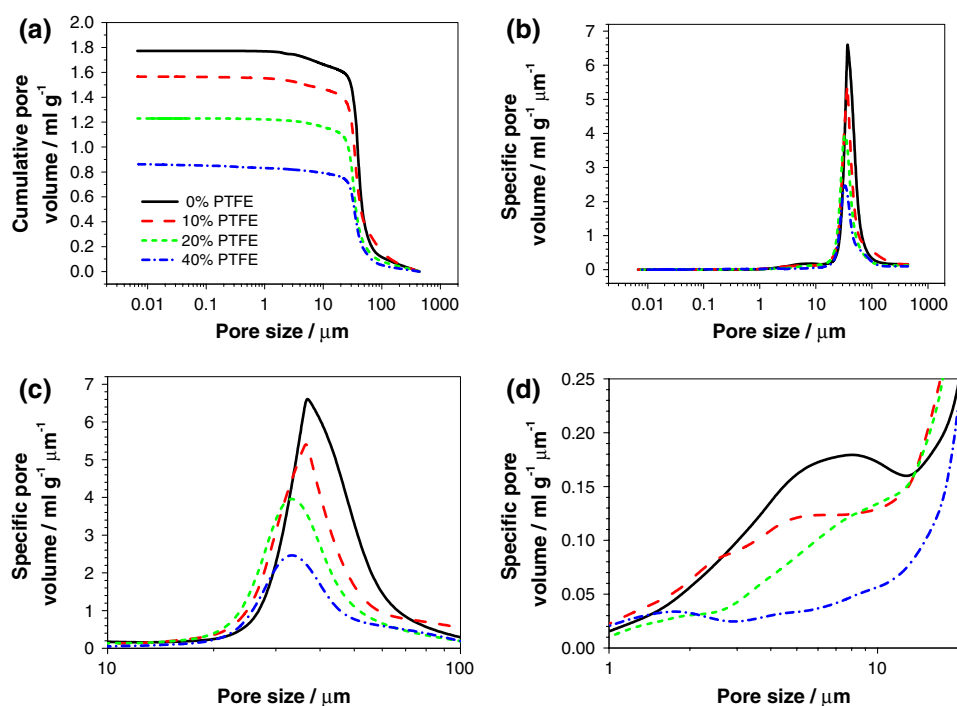 (a)
Cumulative pore
volume / ml g-1
2.0
1.8
1.6
1.4
1.2
1.0
0.8
0.6
0.4
0.2
0.0
0% PTFE
10% PTFE
20% PTFE
40% PTFE
0.01 0.1 1 10 100
Pore size / μm
(b)
Specific pore
volume / ml g-1 μm-1
7
6
5
4
3
2
1
0
0.01 0.1 1 10 100 1000
Pore size / μm
(c)
Specific pore
volume / ml g-1 μm-1
7
6
5
4
3
2
1
0
10 100
Pore size / μm
(d)
Specific pore
volume / ml g-1 μm-1
0.25
0.20
0.15
0.10
0.05
0.00
1 10
Pore size / μm